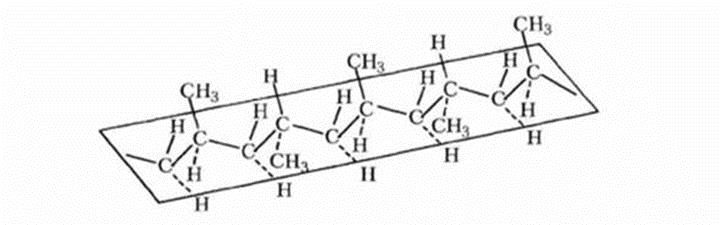 CH₃
H
CH₃ H
H H C
CH₃ H C C
H C H
H C C CH₃ H
C C H
C CH₃ H
C H H
H
H